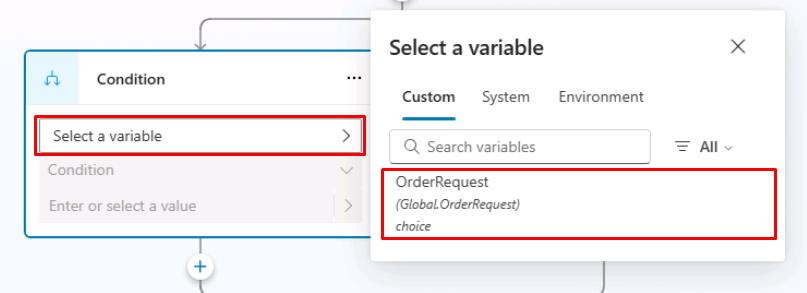 Condition
Select a variable
Condition
Enter or select a value
Select a variable
Custom System Environment
Search variables All
OrderRequest
(Global.OrderRequest)
choice